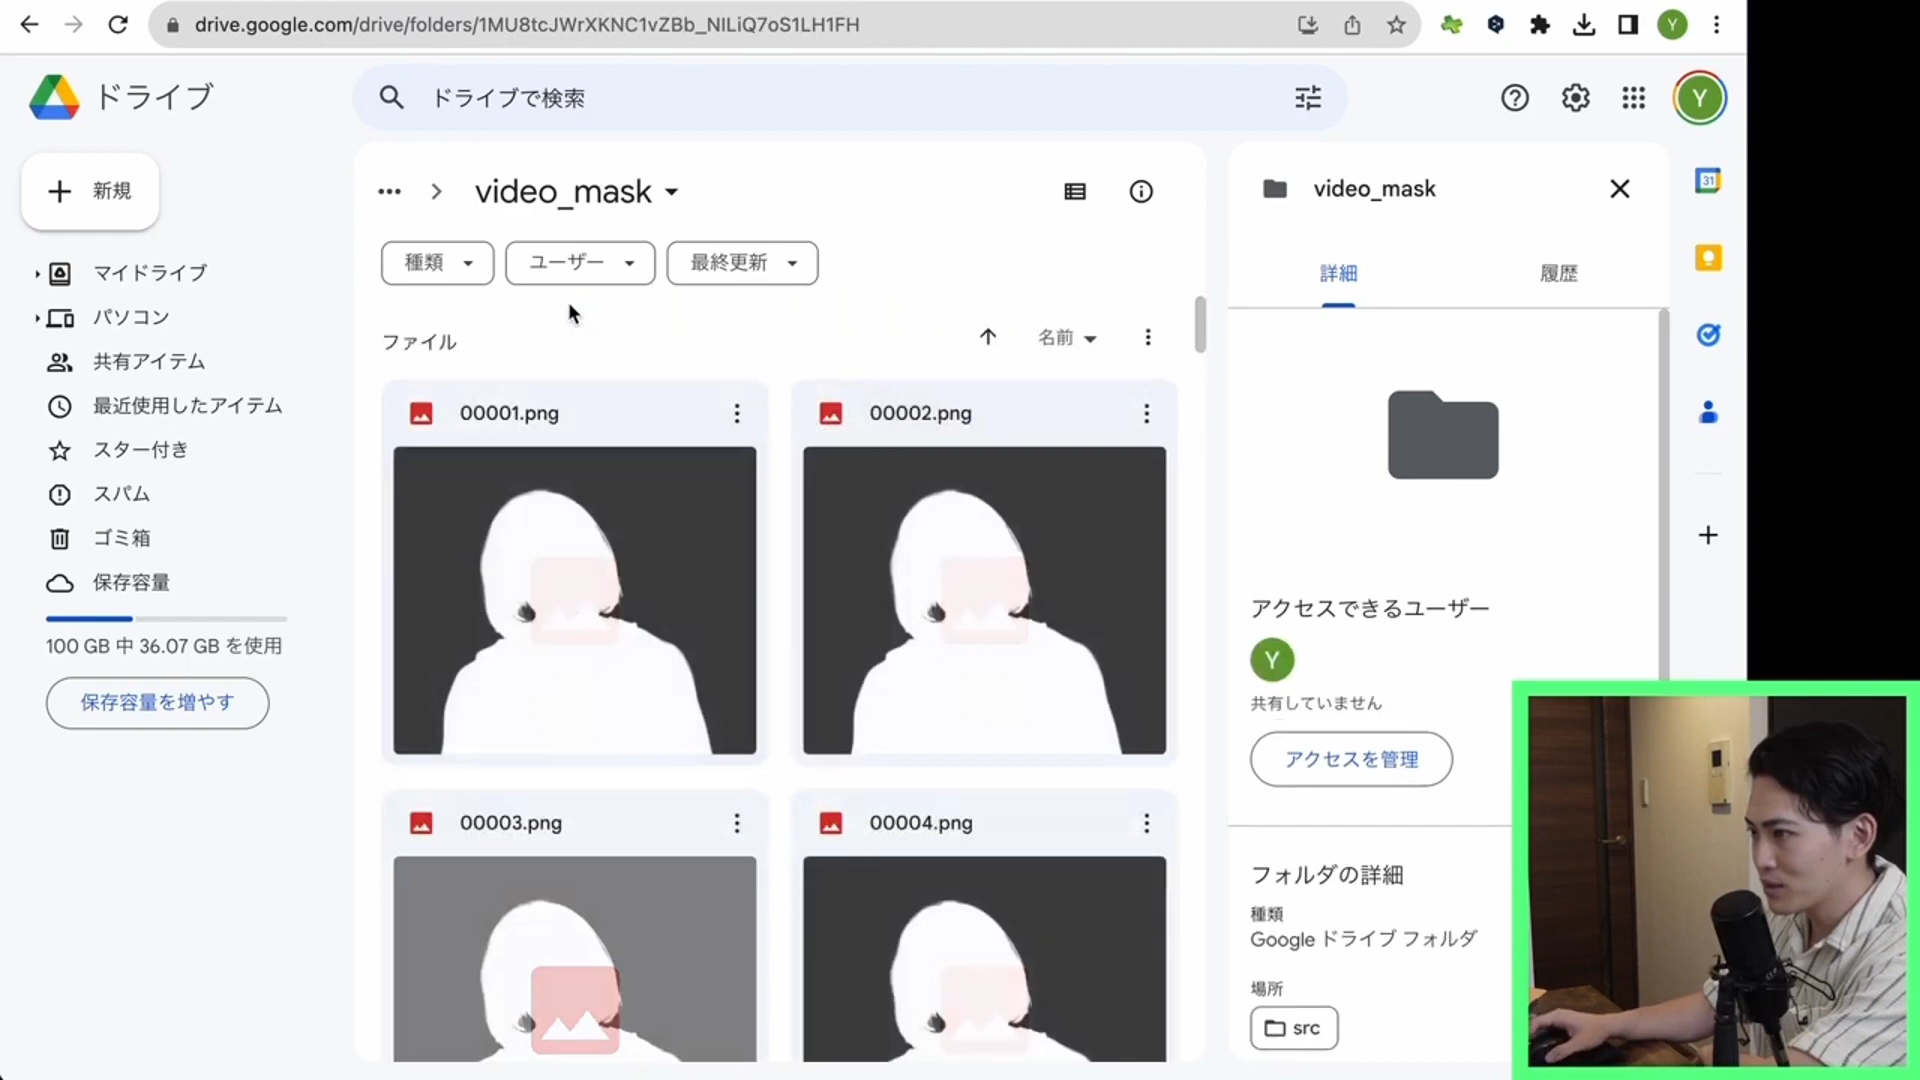 drive.google.com/drive/folders/1MU8tcJWrXKNC1vZBb_NILiQ7oS1LH1FH
Y
ドライブ
ドライブで検索
Y
新規
マイドライブ
パソコン
共有アイテム
最近使用したアイテム
スター付き
スパム
ゴミ箱
保存容量
100 GB 中 36.07 GB を使用
保存容量を増やす
video_mask
種類
ユーザー
最終更新
ファイル
名前
00001.png
00002.png
00003.png
00004.png
video_mask
詳細
履歴
アクセスできるユーザー
Y
共有していません
アクセスを管理
フォルダの詳細
種類
Google ドライブ フォルダ
場所
src
31